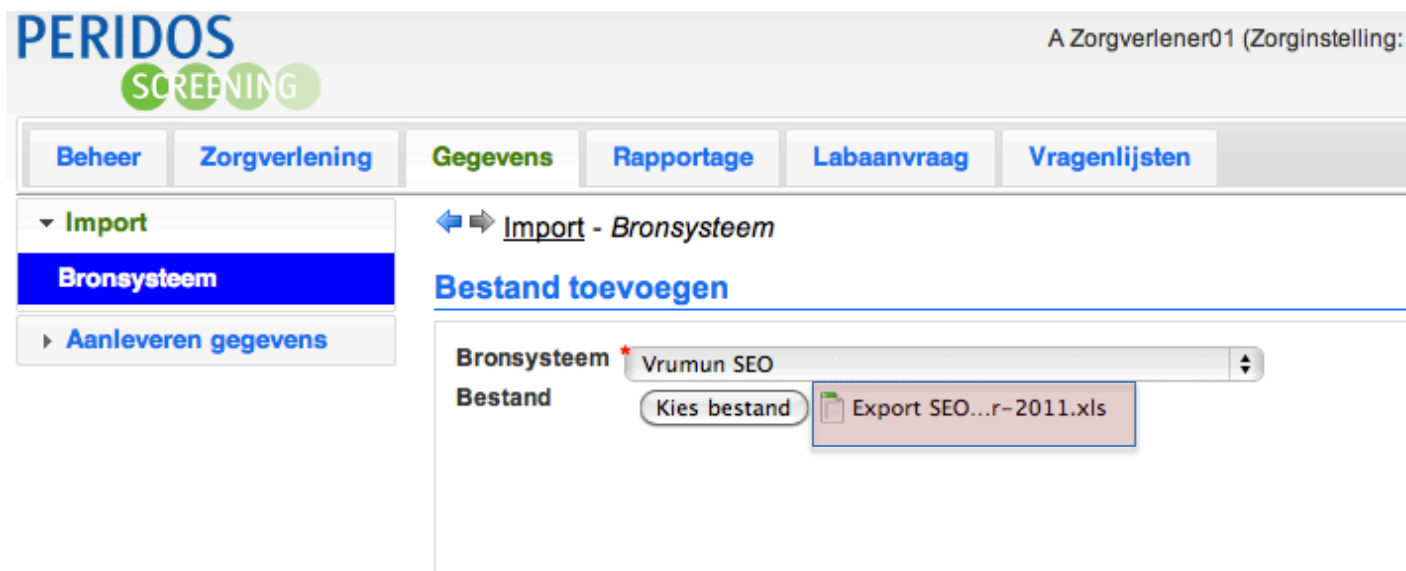 PERIDOS
SCREENING
A Zorgverlener01 (Zorginstelling:
Beheer Zorgverlening Gegevens Rapportage Labaanvraag Vragenlijsten
Import
Bronsysteem
Aanleveren gegevens
Import - Bronsysteem
Bestand toevoegen
Bronsysteem * Vrumun SEO
Bestand Kies bestand Export SEO...r-2011.xls